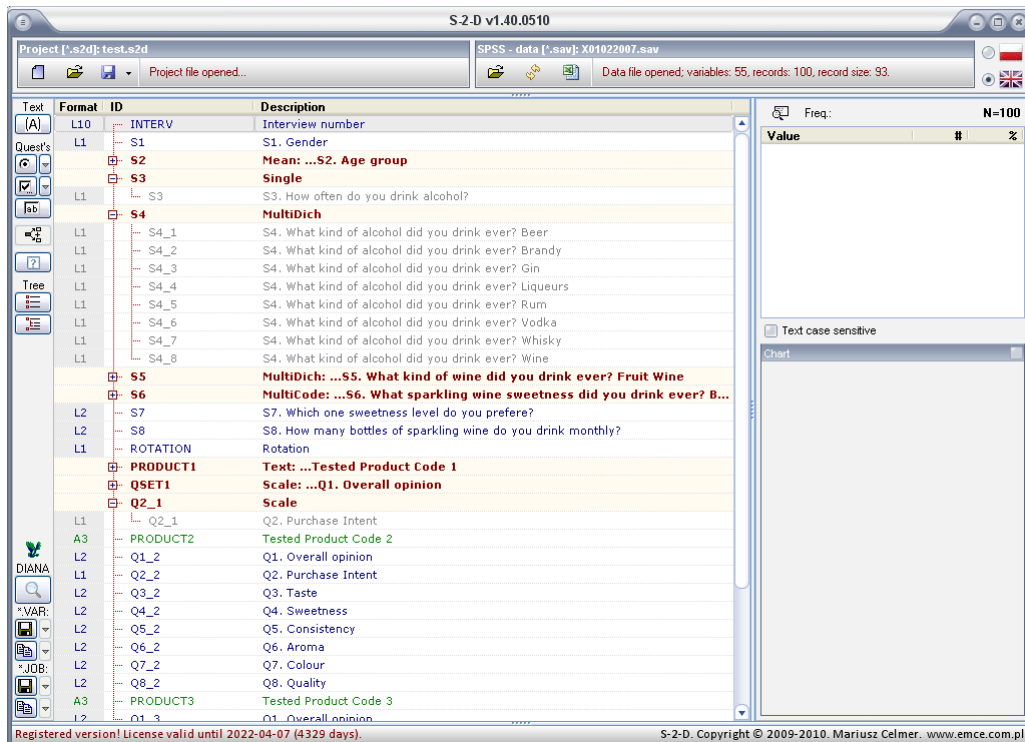 S-2-D v1.40.0510
Project [*.s2d]: test.s2d
SPSS - data [*.sav]: X01022007.sav
Project file opened...
Data file opened; variables: 55, records: 100, record size: 93.
Text
(A)
Quest's
ab
?
Tree
DIANA
*.VAR:
*.JOB:
Format ID Description
L10 INTERV Interview number
L1 S1 S1. Gender
S2 Mean: ...S2. Age group
S3 Single
L1 S3 S3. How often do you drink alcohol?
S4 MultiDich
L1 S4_1 S4. What kind of alcohol did you drink ever? Beer
L1 S4_2 S4. What kind of alcohol did you drink ever? Brandy
L1 S4_3 S4. What kind of alcohol did you drink ever? Gin
L1 S4_4 S4. What kind of alcohol did you drink ever? Liqueurs
L1 S4_5 S4. What kind of alcohol did you drink ever? Rum
L1 S4_6 S4. What kind of alcohol did you drink ever? Vodka
L1 S4_7 S4. What kind of alcohol did you drink ever? Whisky
L1 S4_8 S4. What kind of alcohol did you drink ever? Wine
S5 MultiDich: ...S5. What kind of wine did you drink ever? Fruit Wine
S6 MultiCode: ...S6. What sparkling wine sweetness did you drink ever? B...
L2 S7 S7. Which one sweetness level do you prefere?
L2 S8 S8. How many bottles of sparkling wine do you drink monthly?
L1 ROTATION Rotation
PRODUCT1 Text: ...Tested Product Code 1
QSET1 Scale: ...Q1. Overall opinion
Q2_1 Scale
L1 Q2_1 Q2. Purchase Intent
A3 PRODUCT2 Tested Product Code 2
L2 Q1_2 Q1. Overall opinion
L1 Q2_2 Q2. Purchase Intent
L2 Q3_2 Q3. Taste
L2 Q4_2 Q4. Sweetness
L2 Q5_2 Q5. Consistency
L2 Q6_2 Q6. Aroma
L2 Q7_2 Q7. Colour
L2 Q8_2 Q8. Quality
A3 PRODUCT3 Tested Product Code 3
L2 Q1_3 Q1. Overall opinion
Freq.: N=100
Value # %
Text case sensitive
Chart
Registered version! License valid until 2022-04-07 (4329 days).
S-2-D. Copyright © 2009-2010. Mariusz Celmer. www.emce.com.pl